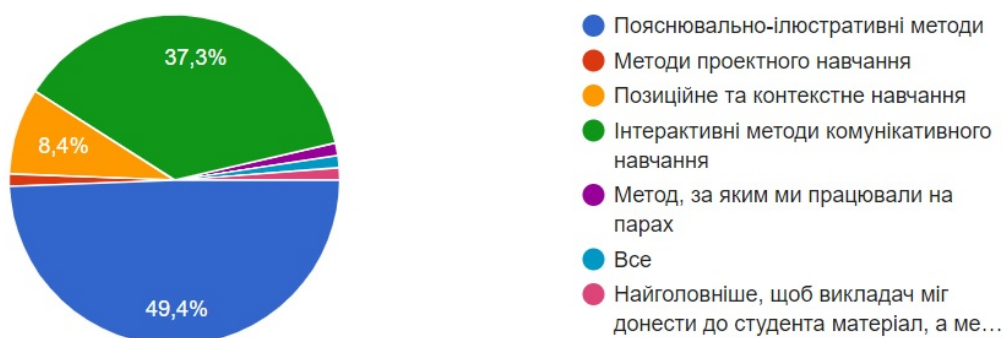 37,3%
8,4%
49,4%
Пояснювально-ілюстративні методи
Методи проектного навчання
Позиційне та контекстне навчання
Інтерактивні методи комунікативного
навчання
Метод, за яким ми працювали на
парах
Все
Найголовніше, щоб викладач міг
донести до студента матеріал, а ме…